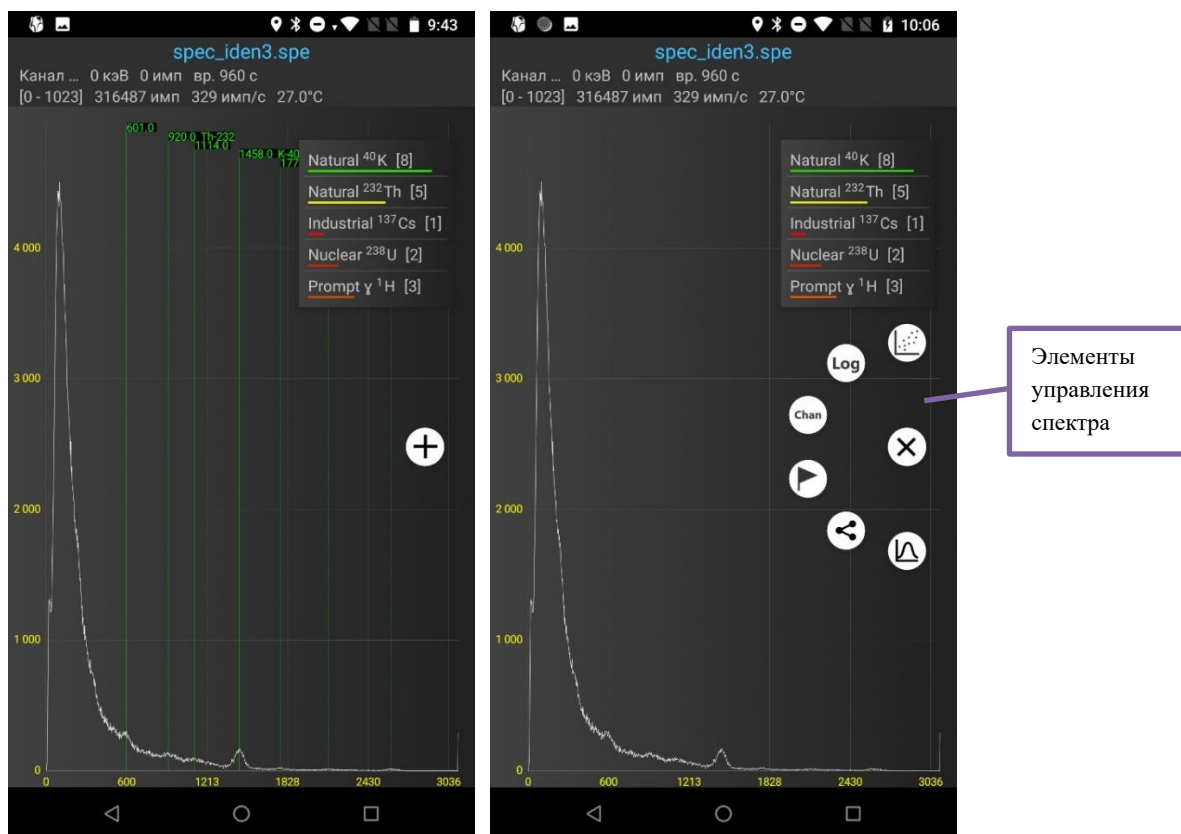 9:43
spec_iden3.spe
Канал ... 0 кэВ 0 имп вр. 960 с
[0 - 1023] 316487 имп 329 имп/с 27.0°C
601,0
920.0 Th-232
1114.0
1458.0 K-40
177
Natural ⁴⁰K [8]
Natural ²³²Th [5]
Industrial ¹³⁷Cs [1]
Nuclear ²³⁸U [2]
Prompt ɣ ¹H [3]
4 000
3 000
2 000
1 000
0
0 600 1213 1828 2430 3036
10:06
spec_iden3.spe
Канал ... 0 кэВ 0 имп вр. 960 с
[0 - 1023] 316487 имп 329 имп/с 27.0°C
Natural ⁴⁰K [8]
Natural ²³²Th [5]
Industrial ¹³⁷Cs [1]
Nuclear ²³⁸U [2]
Prompt ɣ ¹H [3]
Log
Chan
4 000
3 000
2 000
1 000
0
0 600 1213 1828 2430 3036
Элементы
управления
спектра